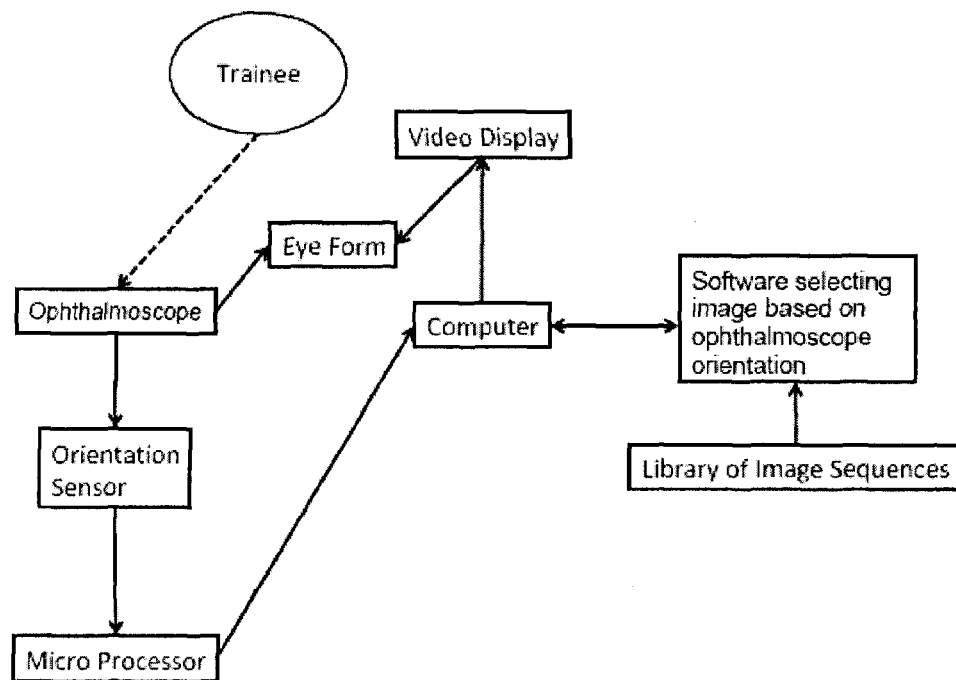 Trainee
Video Display
Eye Form
Ophthalmoscope
Computer
Software selecting
image based on
ophthalmoscope
orientation
Orientation
Sensor
Library of Image Sequences
Micro Processor